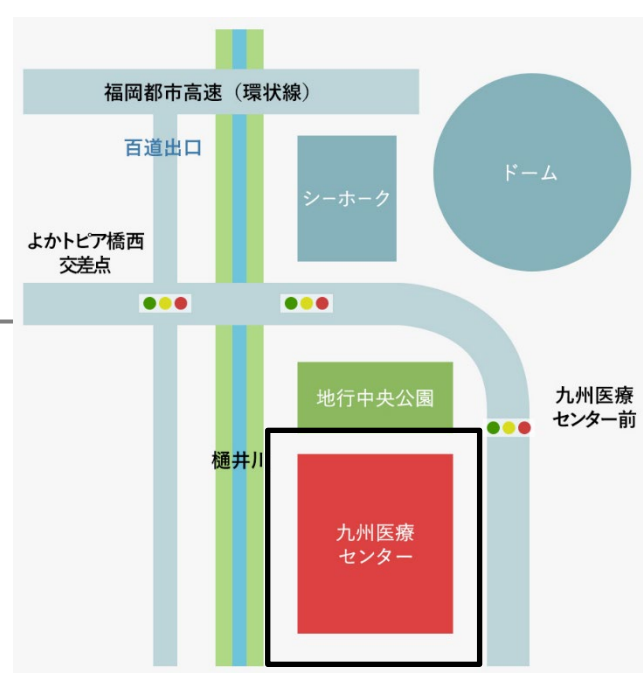 福岡都市高速（環状線）
百道出口
シーホーク
ドーム
よかトピア橋西
交差点
地行中央公園
九州医療
センター前
樋井川
九州医療
センター